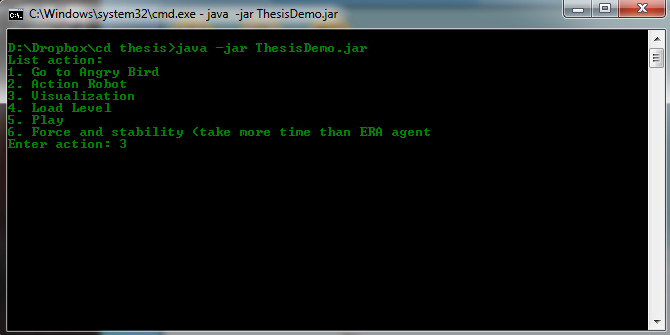 C:\Windows\system32\cmd.exe - java  -jar ThesisDemo.jar
D:\Dropbox\cd thesis>java -jar ThesisDemo.jar
List action:
1. Go to Angry Bird
2. Action Robot
3. Visualization
4. Load Level
5. Play
6. Force and stability (take more time than ERA agent
Enter action: 3